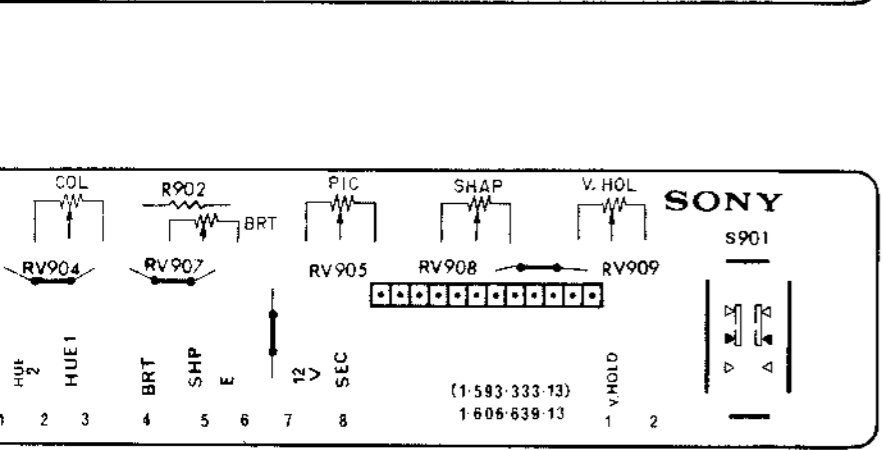 COL
R902
PIC
SHAP
V. HOL
SONY
BRT
S901
RV904
RV907
RV905
RV908
RV909
HUE 2
HUE1
BRT
SHP
E
12V
SEC
(1·593·333·13)
1·606·639·13
V.HOLD
1 2 3 4 5 6 7 8 1 2